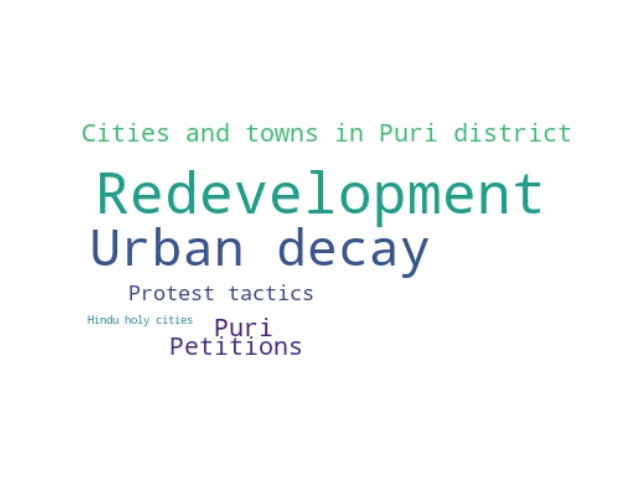 Cities and towns in Puri district
Redevelopment
Urban decay
Protest tactics
Hindu holy cities
Puri
Petitions